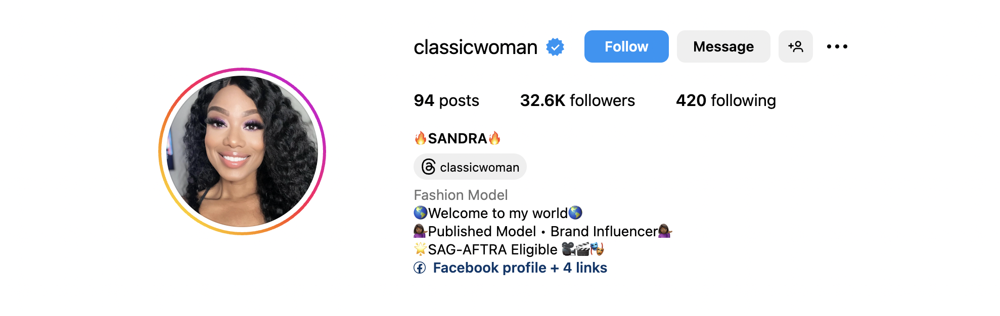 classicwoman Follow Message
94 posts 32.6K followers 420 following
🔥SANDRA🔥
classicwoman
Fashion Model
🌎Welcome to my world🌎
💁🏾‍♀️Published Model • Brand Influencer💁🏾‍♀️
🌟SAG-AFTRA Eligible 🎥🎬🎭
Facebook profile + 4 links